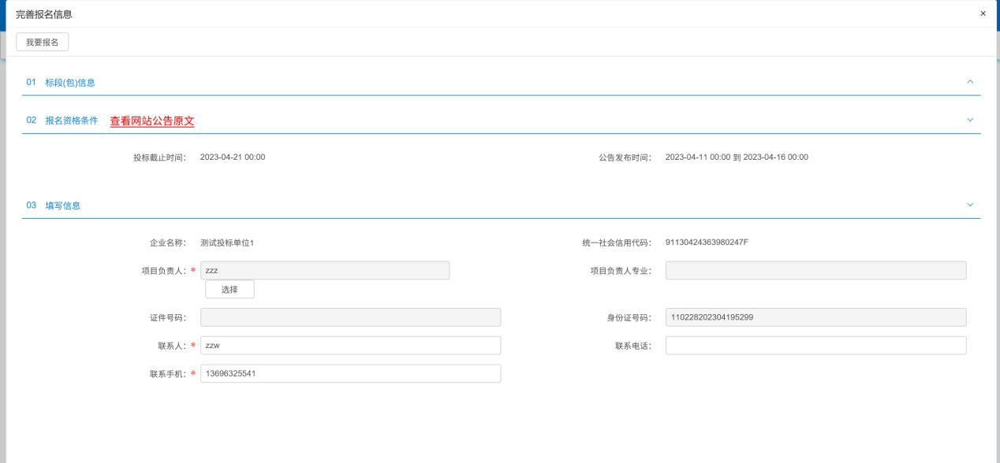 完善报名信息 ×
我要报名
01 标段(包)信息
02 报名资格条件 查看网站公告原文
投标截止时间： 2023-04-21 00:00 公告发布时间： 2023-04-11 00:00 到 2023-04-16 00:00
03 填写信息
企业名称： 测试投标单位1 统一社会信用代码： 91130424363980247F
项目负责人：* zzz 项目负责人专业：
选择
证件号码： 身份证号码： 110228202304195299
联系人：* zzw 联系电话：
联系手机：* 13696325541